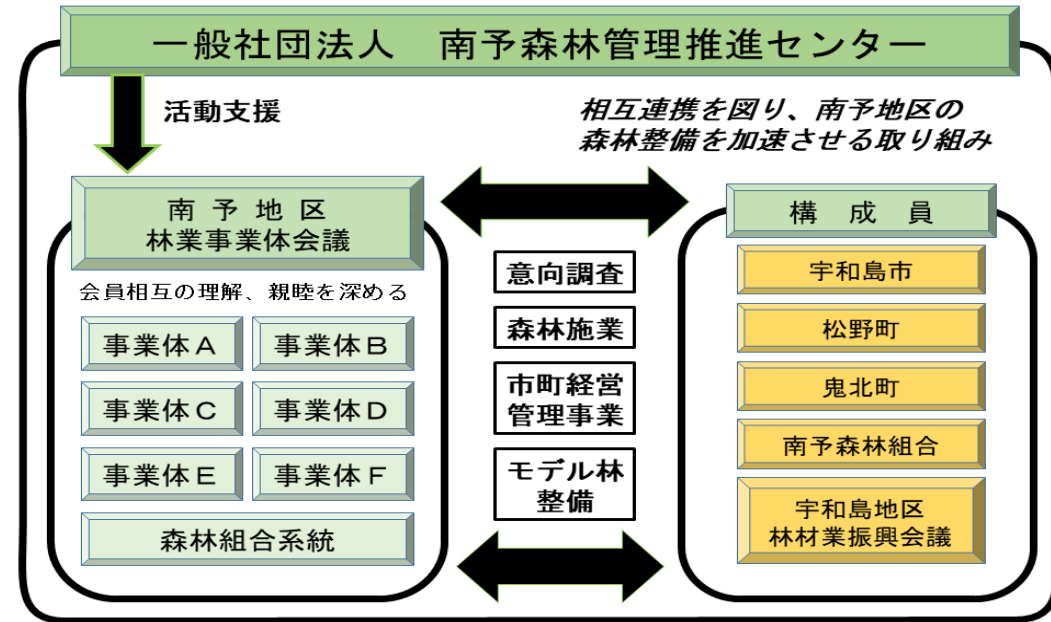 一般社団法人　南予森林管理推進センター
活動支援
相互連携を図り、南予地区の
森林整備を加速させる取り組み
南 予 地 区
林業事業体会議
会員相互の理解、親睦を深める
事業体Ａ
事業体Ｂ
事業体Ｃ
事業体Ｄ
事業体Ｅ
事業体Ｆ
森林組合系統
意向調査
森林施業
市町経営
管理事業
モデル林
整備
構　成　員
宇和島市
松野町
鬼北町
南予森林組合
宇和島地区
林材業振興会議